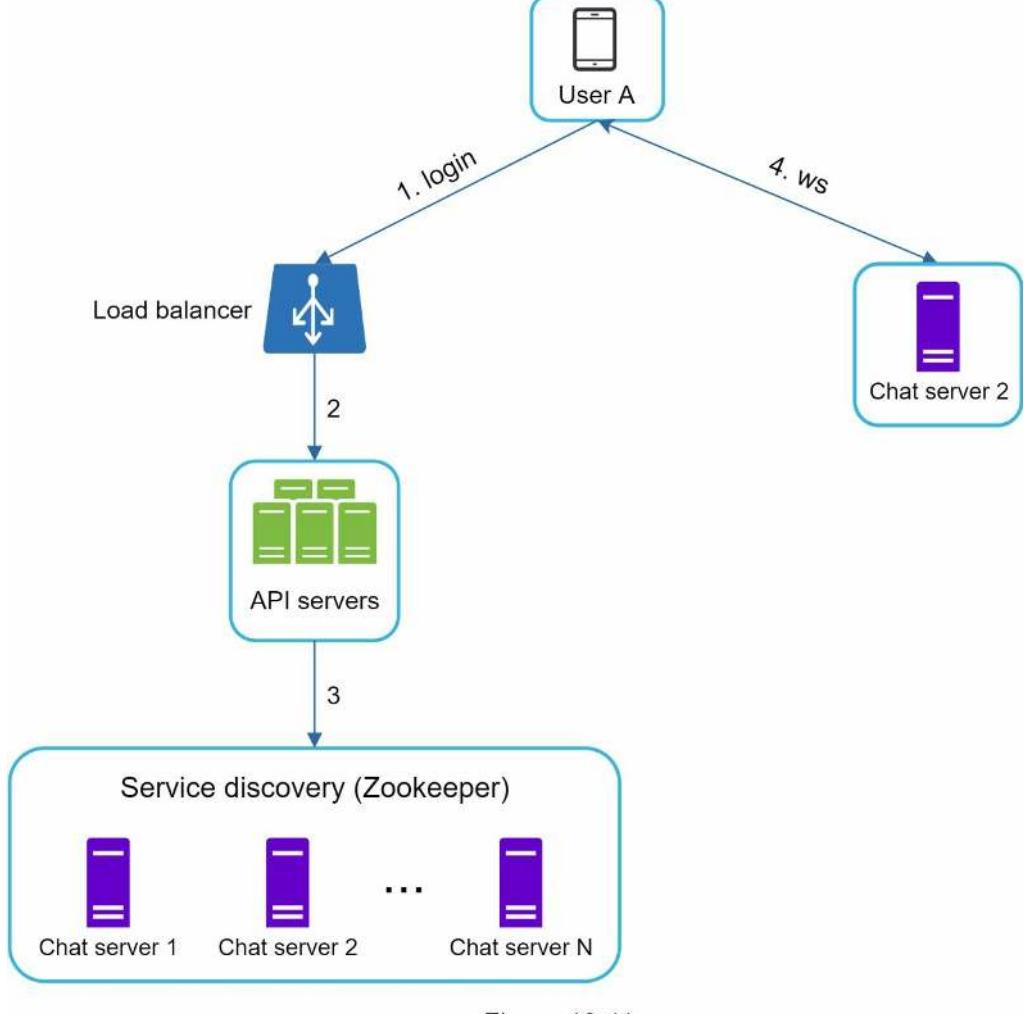 User A
1. login
4. ws
Load balancer
Chat server 2
2
API servers
3
Service discovery (Zookeeper)
...
Chat server 1
Chat server 2
Chat server N